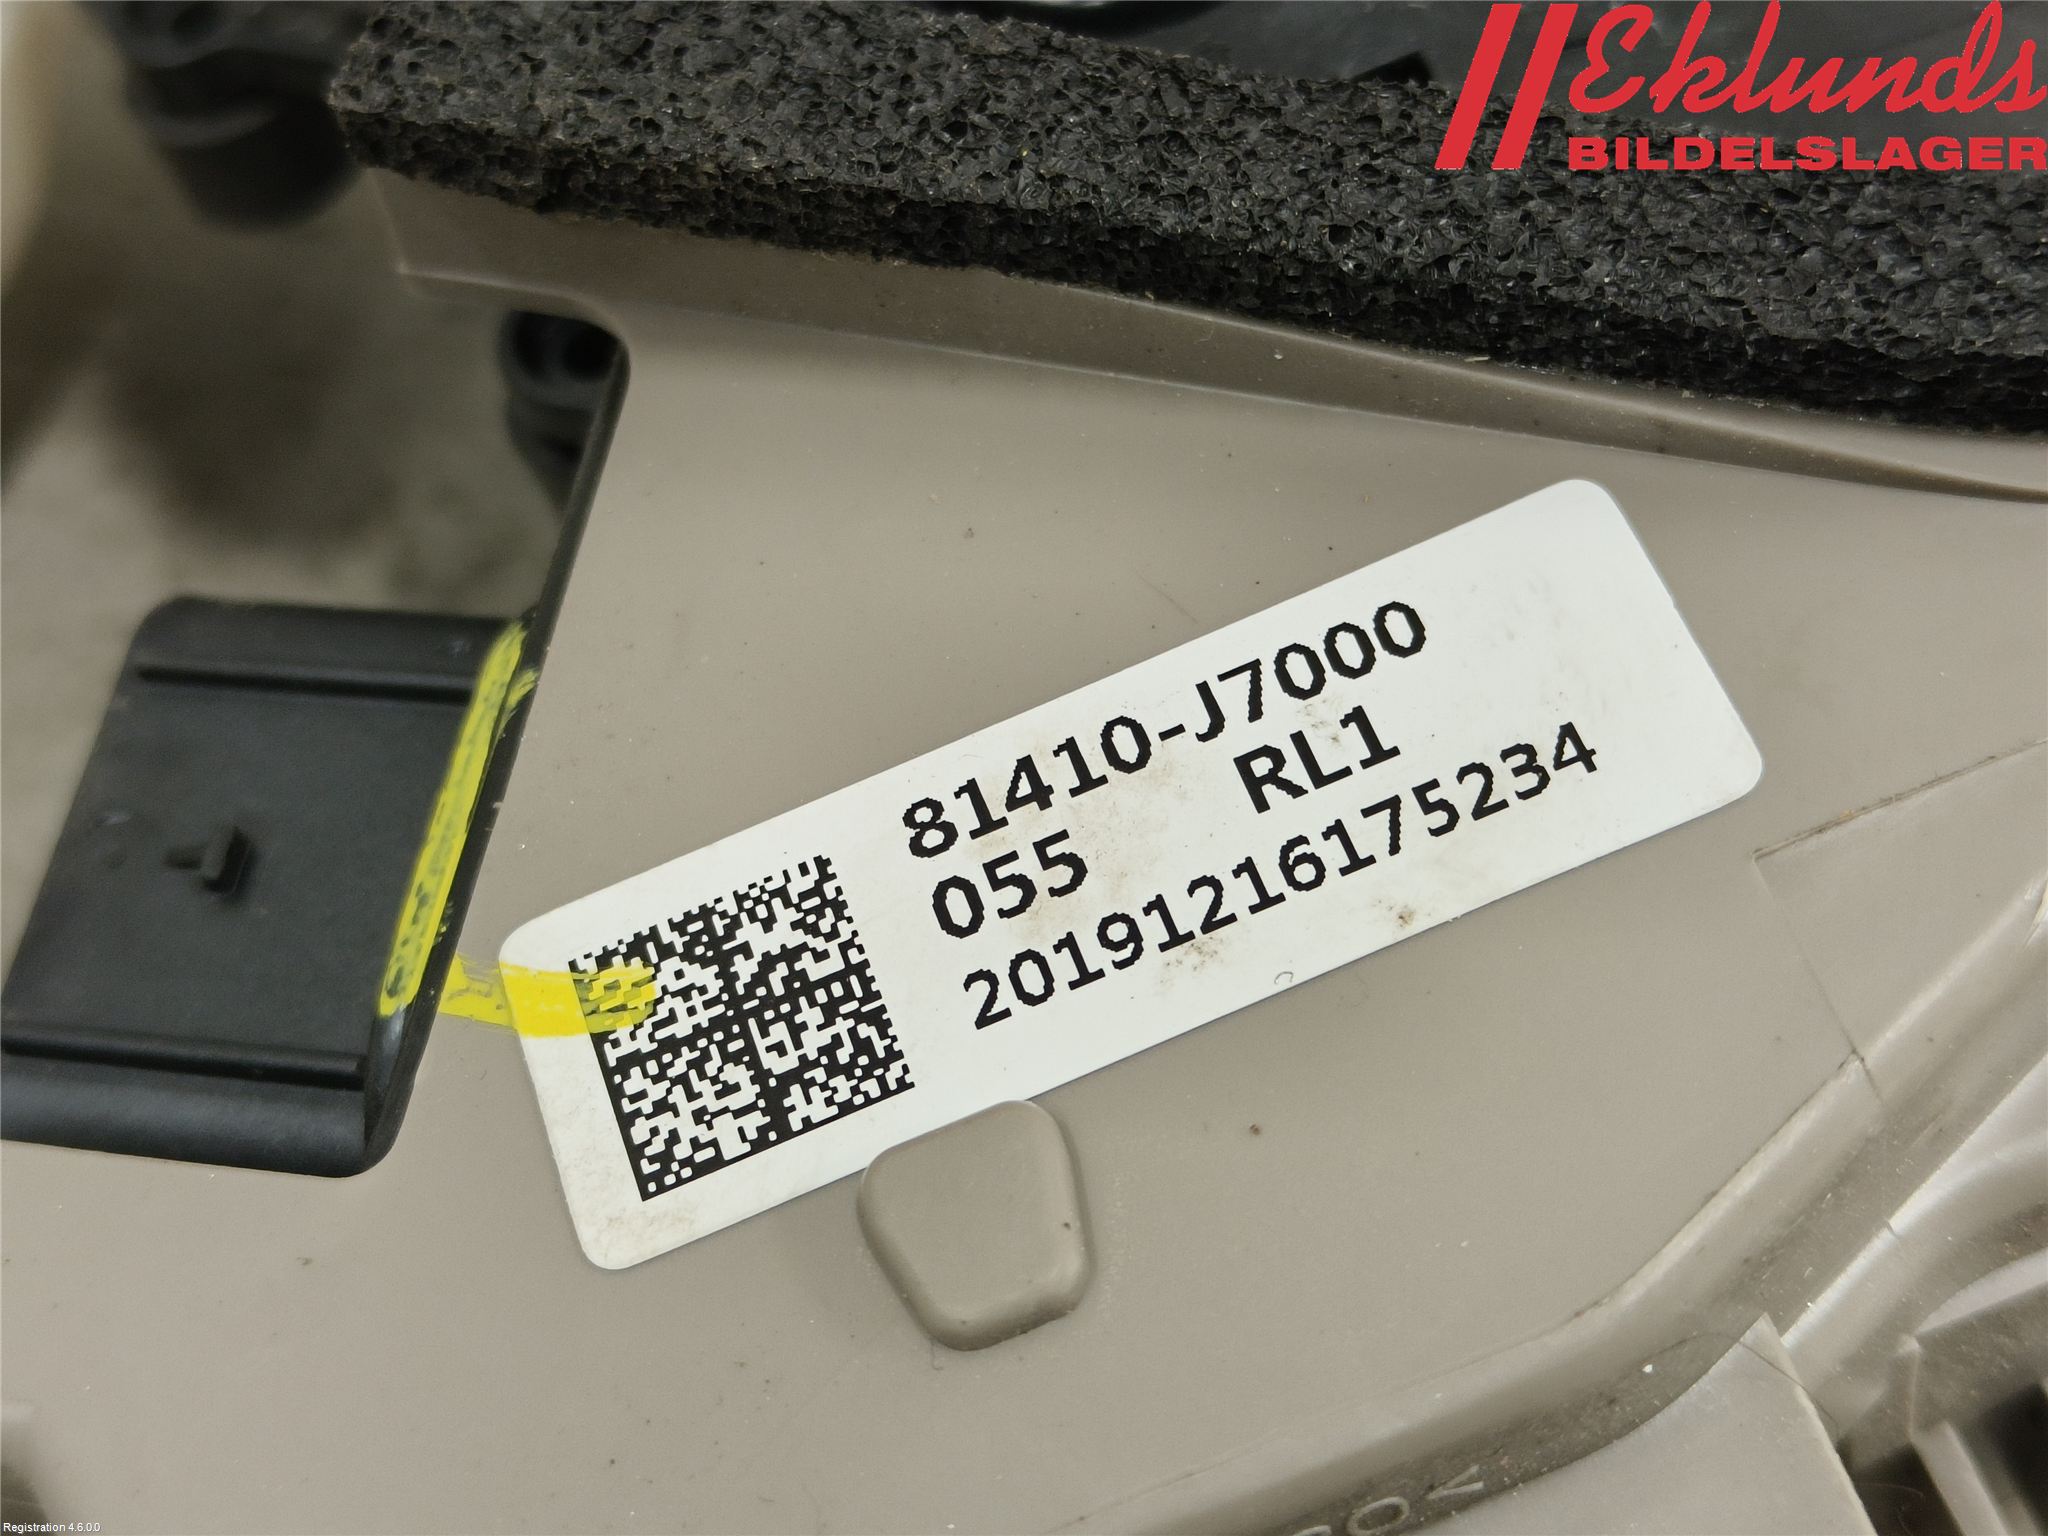 Eklunds
BILDELSLAGER
81410-J7000
055 RL1
20191216175234
Registration 4.6.0.0